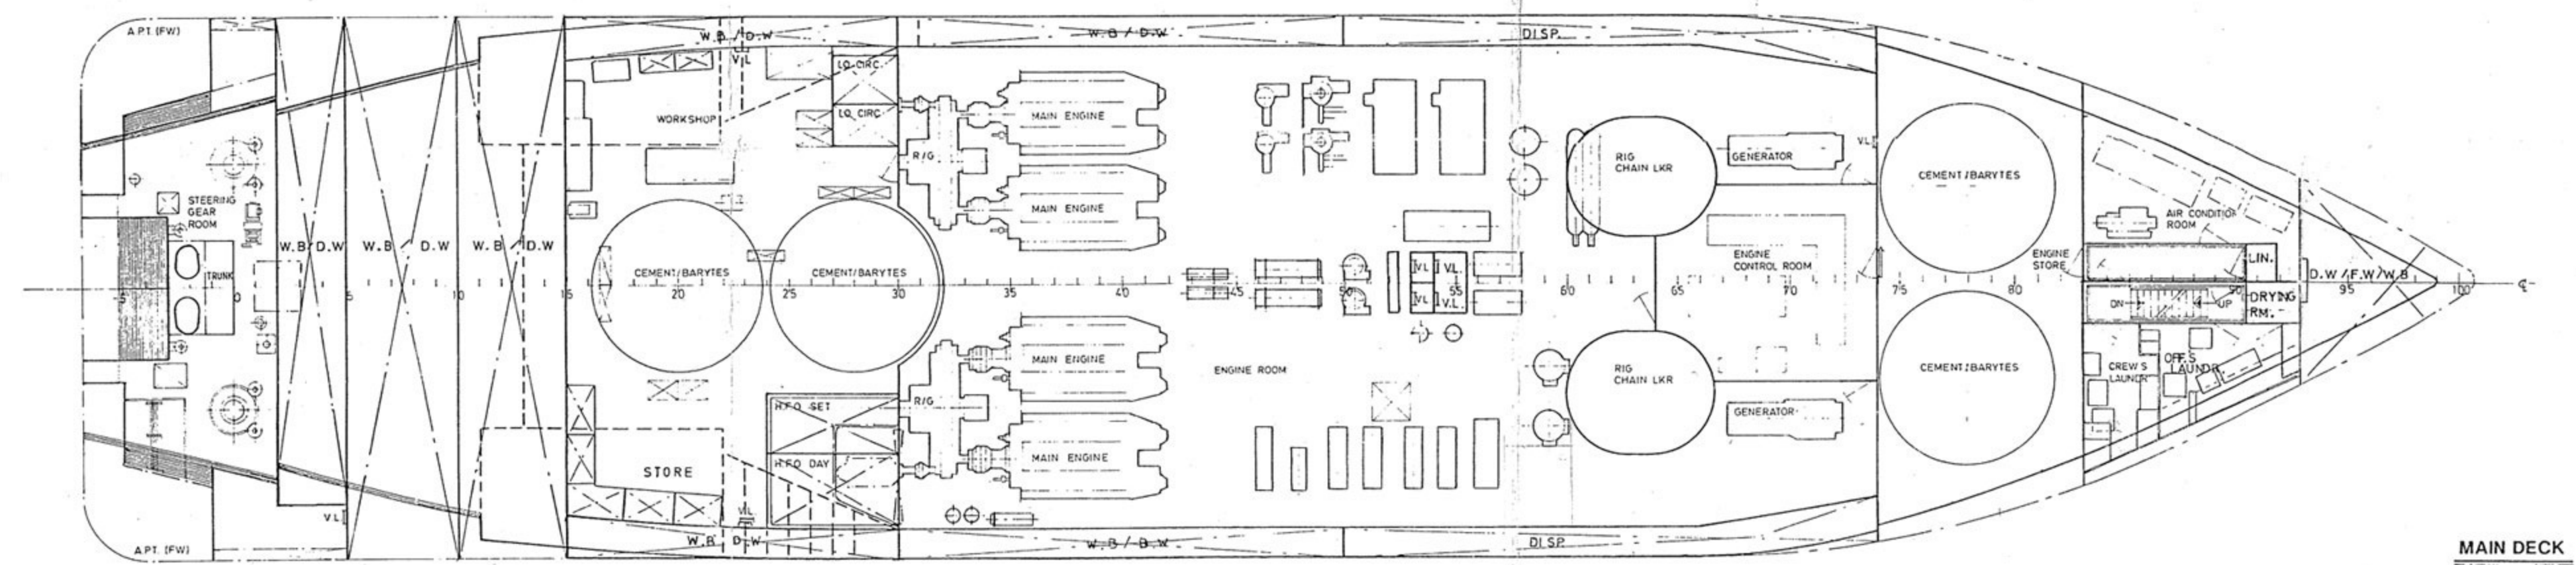 A.P.T. (FW)
W.B / D.W
W.B / D.W
DISP.
V.L
L.O. CIRC.
L.O. CIRC.
WORKSHOP
MAIN ENGINE
R/G
MAIN ENGINE
RIG
CHAIN LKR
GENERATOR
V.L
CEMENT/BARYTES
STEERING
GEAR
ROOM
AIR CONDITION
ROOM
W.B / D.W
W.B / D.W
W.B / D.W
TRUNK
CEMENT/BARYTES
CEMENT/BARYTES
V.L
V.L.
V.L
V.L.
ENGINE
CONTROL ROOM
ENGINE
STORE
LIN.
D.W / F.W / W.B
-5 0 5 10 15 20 25 30 35 40 45 50 55 60 65 70 75 80 90 95 100 ℄
DN
UP
DRYING
RM.
MAIN ENGINE
R/G
MAIN ENGINE
ENGINE ROOM
RIG
CHAIN LKR
GENERATOR
CEMENT/BARYTES
CREW'S
LAUNDR.
OFF.S
LAUNDR.
H.F.O SET
H.F.O DAY
STORE
V.L
V.L
A.P.T. (FW)
W.B D.W
W.B / D.W
DISP.
MAIN DECK